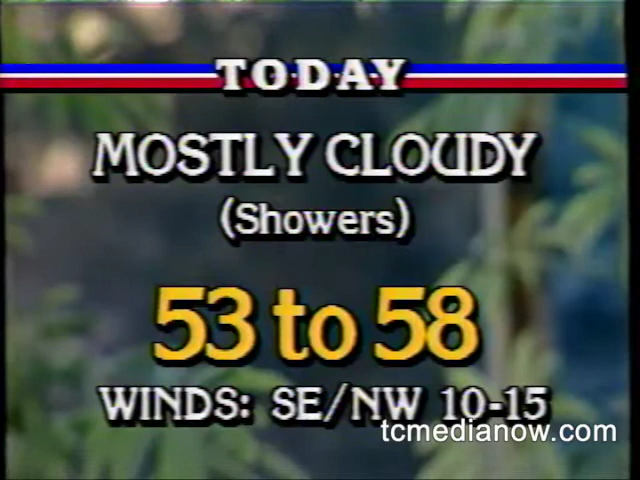 TODAY
MOSTLY CLOUDY
(Showers)
53 to 58
WINDS: SE/NW 10-15
tcmedianow.com